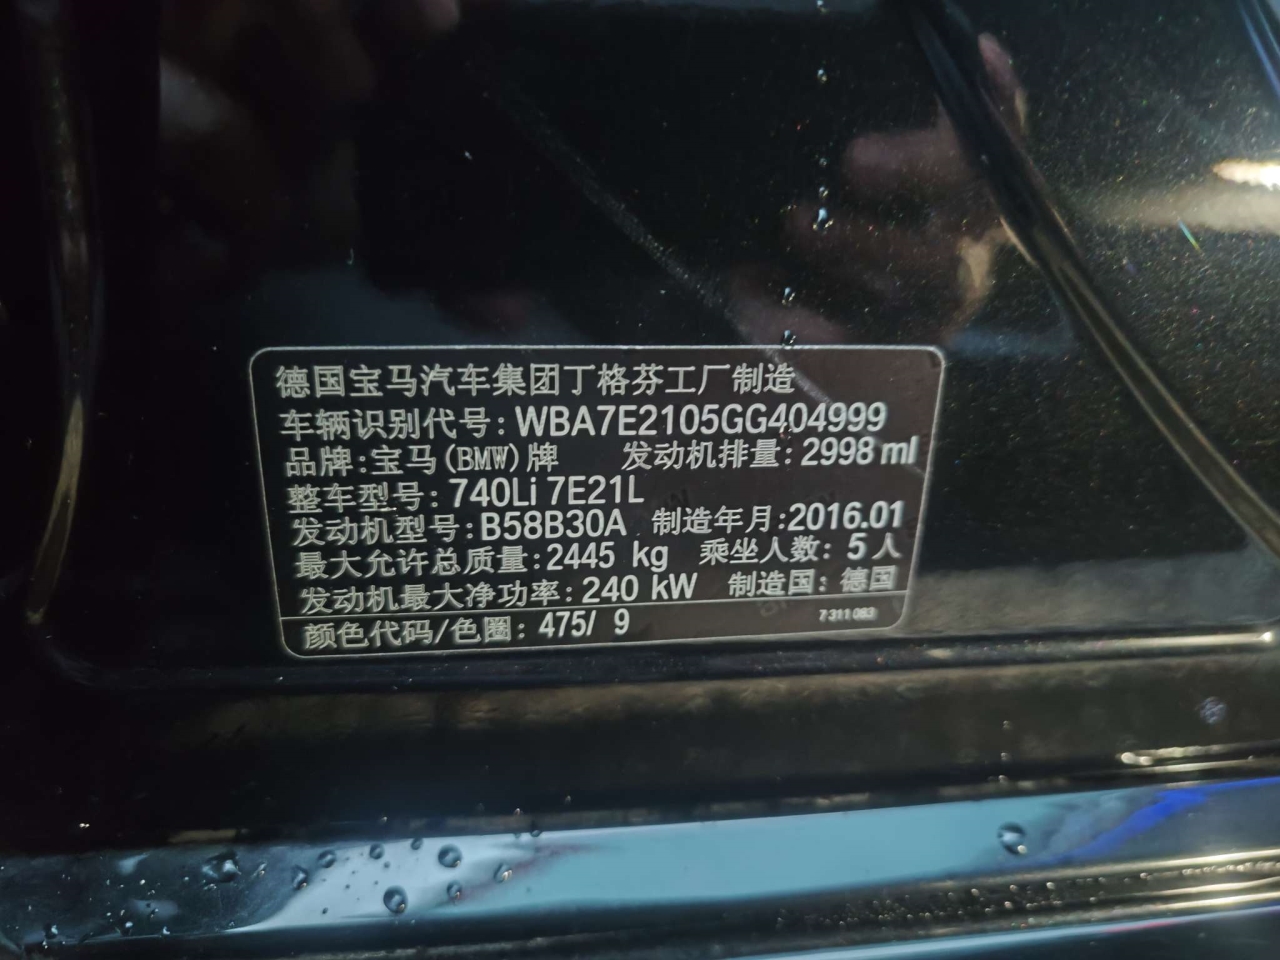 德国宝马汽车集团丁格芬工厂制造
车辆识别代号: WBA7E2105GG404999
品牌:宝马(BMW)牌 发动机排量: 2998 ml
整车型号: 740Li 7E21L
发动机型号: B58B30A 制造年月:2016.01
最大允许总质量:2445 kg 乘坐人数: 5人
发动机最大净功率: 240 kW 制造国: 德国
颜色代码/色圈: 475/ 9 7 311 083